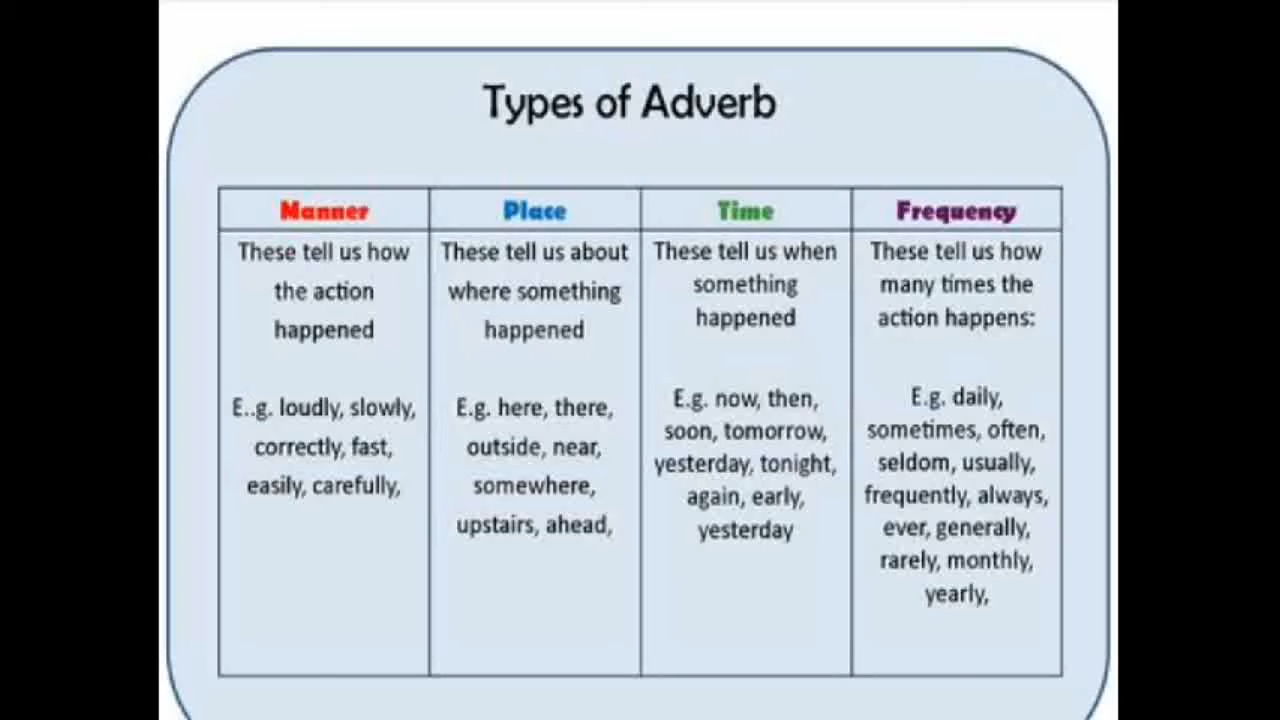 Types of Adverb
Manner
These tell us how
the action
happened
E..g. loudly, slowly,
correctly, fast,
easily, carefully,
Place
These tell us about
where something
happened
E.g. here, there,
outside, near,
somewhere,
upstairs, ahead,
Time
These tell us when
something
happened
E.g. now, then,
soon, tomorrow,
yesterday, tonight,
again, early,
yesterday
Frequency
These tell us how
many times the
action happens:
E.g. daily,
sometimes, often,
seldom, usually,
frequently, always,
ever, generally,
rarely, monthly,
yearly,